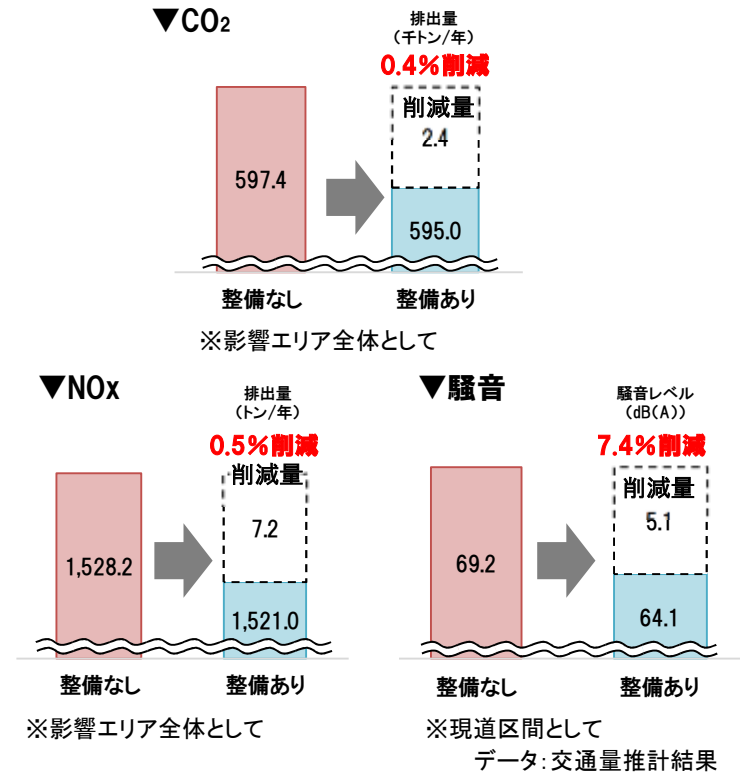 ▼CO₂
排出量
(千トン/年)
0.4%削減
削減量
2.4
597.4
595.0
整備なし 整備あり
※影響エリア全体として
▼NOx
排出量
(トン/年)
0.5%削減
削減量
7.2
1,528.2
1,521.0
整備なし 整備あり
※影響エリア全体として
▼騒音
騒音レベル
(dB(A))
7.4%削減
削減量
5.1
69.2
64.1
整備なし 整備あり
※現道区間として
データ:交通量推計結果